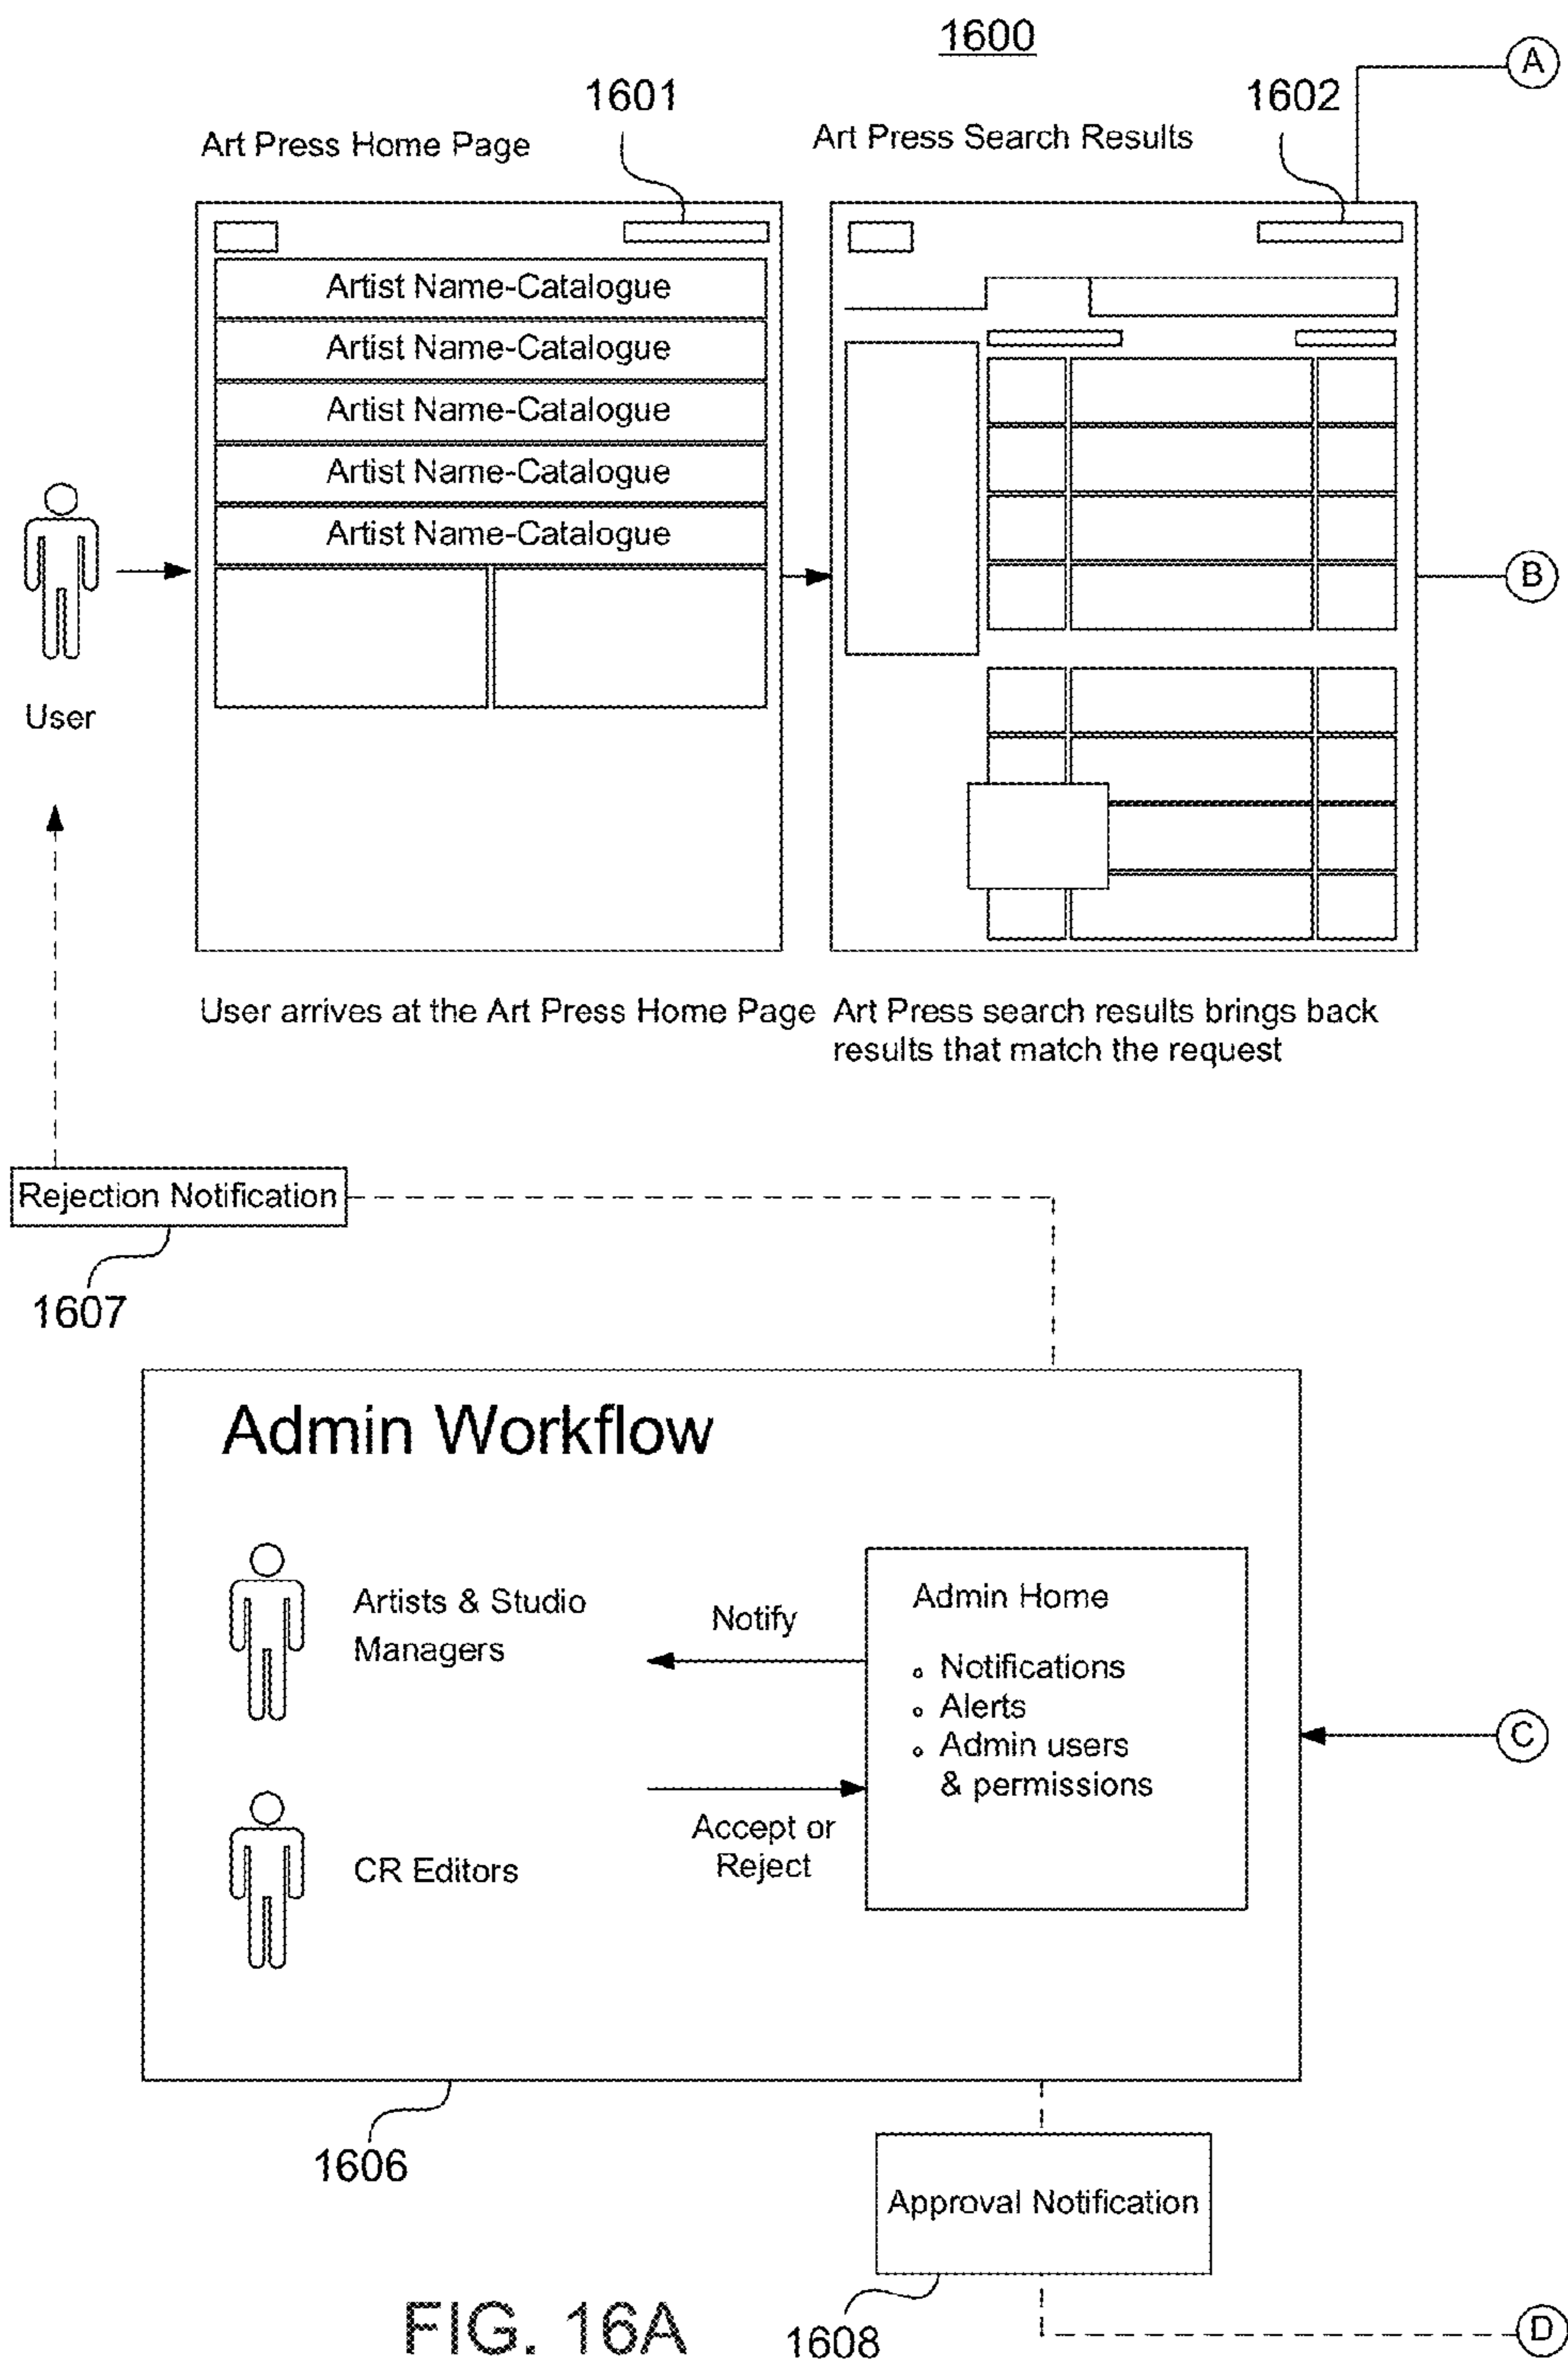 1600
A
1601
1602
Art Press Home Page
Art Press Search Results
Artist Name-Catalogue
Artist Name-Catalogue
Artist Name-Catalogue
Artist Name-Catalogue
Artist Name-Catalogue
B
User
User arrives at the Art Press Home Page
Art Press search results brings back
results that match the request
Rejection Notification
1607
Admin Workflow
Artists & Studio
Managers
Notify
Admin Home
Notifications
Alerts
Admin users
& permissions
C
Accept or
Reject
CR Editors
1606
Approval Notification
1608
D
FIG. 16A